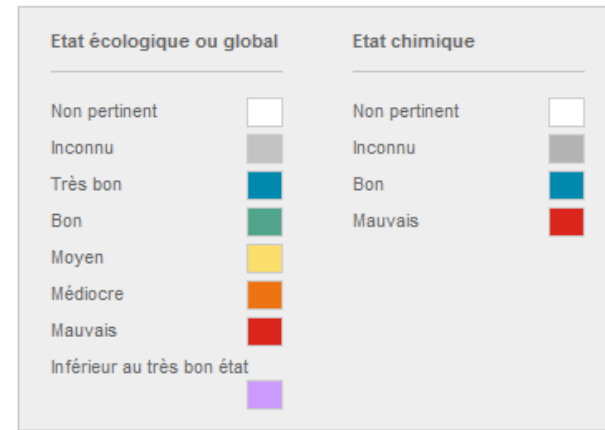 Etat écologique ou global
Non pertinent
Inconnu
Très bon
Bon
Moyen
Médiocre
Mauvais
Inférieur au très bon état
Etat chimique
Non pertinent
Inconnu
Bon
Mauvais